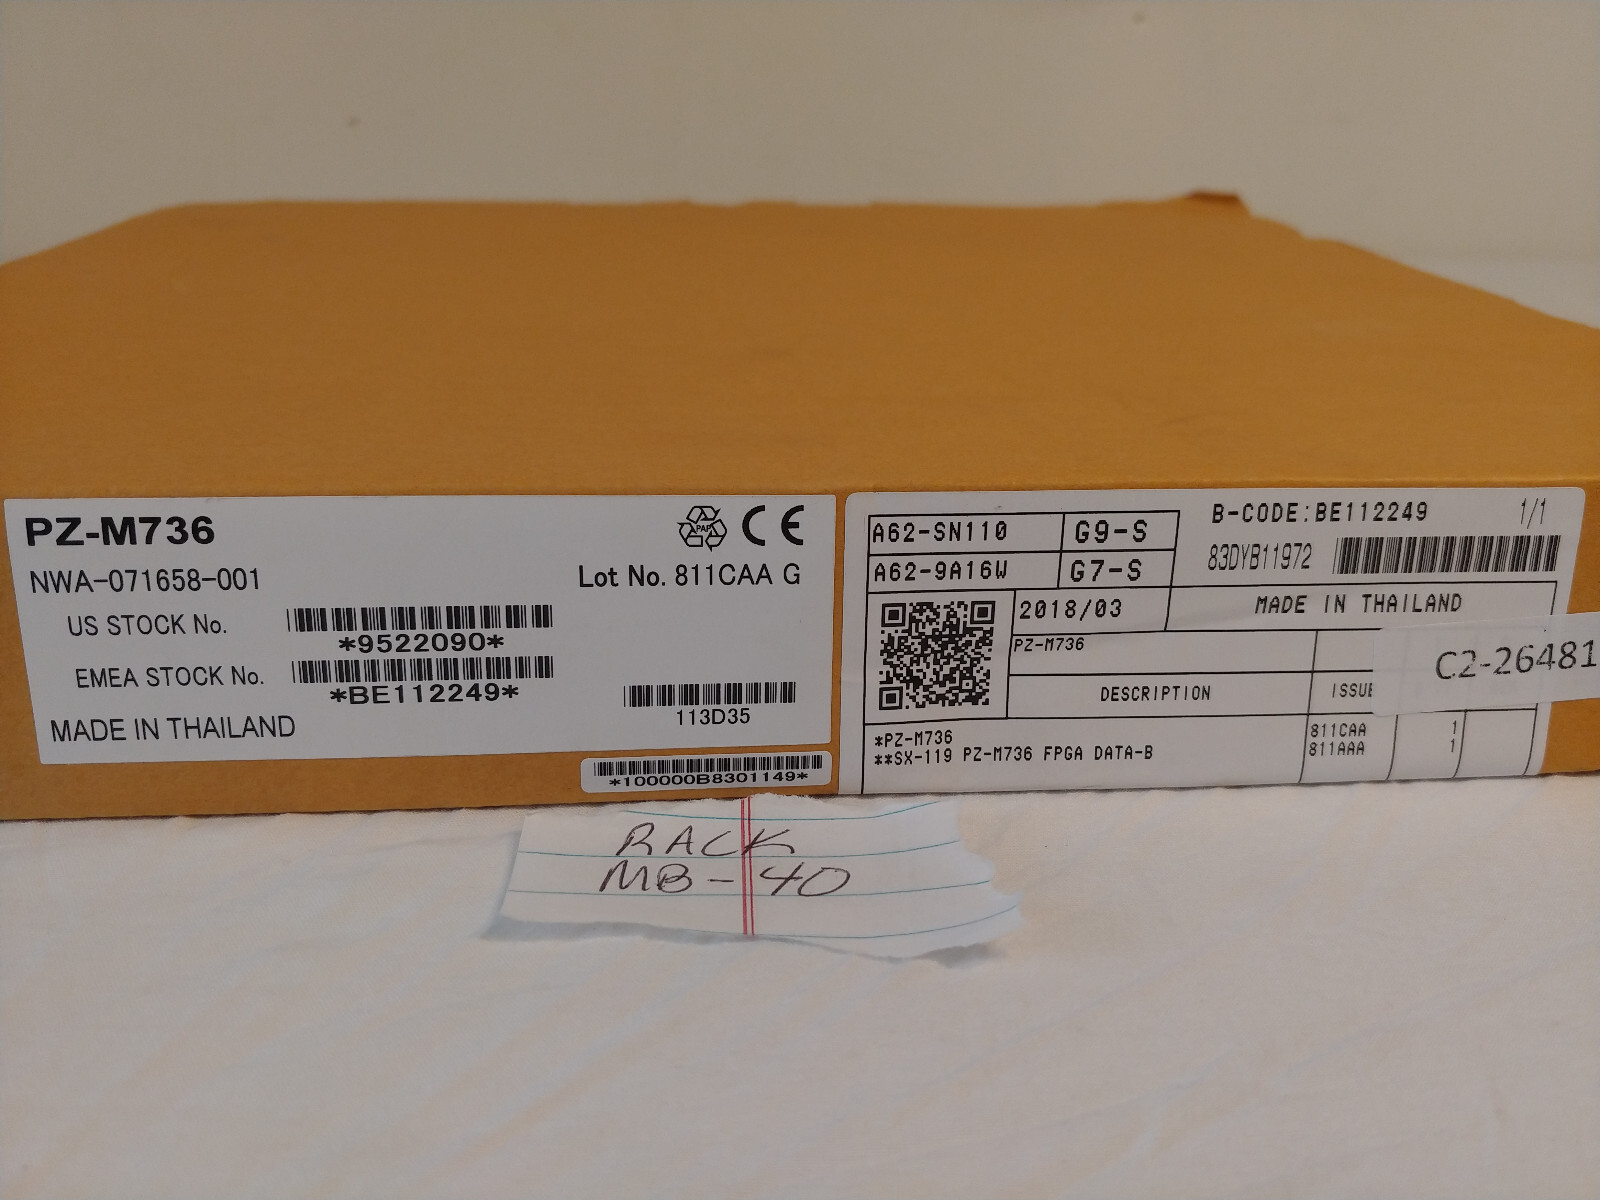 PZ-M736
PAP
CE
NWA-071658-001
Lot No. 811CAA G
US STOCK No.
*9522090*
EMEA STOCK No.
*BE112249*
MADE IN THAILAND
113D35
*100000B8301149*
A62-SN110 G9-S
A62-9A16W G7-S
B-CODE:BE112249 1/1
83DYB11972
2018/03
MADE IN THAILAND
PZ-M736
C2-26481
DESCRIPTION ISSUE
*PZ-M736 811CAA 1
**SX-119 PZ-M736 FPGA DATA-B 811AAA 1
RACK
MB-40